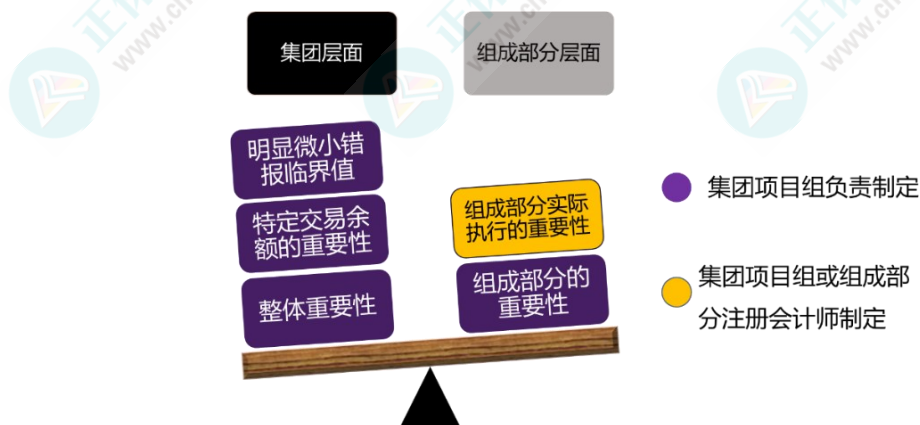 集团层面
组成部分层面
明显微小错
报临界值
特定交易余
额的重要性
整体重要性
组成部分实际
执行的重要性
组成部分的
重要性
集团项目组负责制定
集团项目组或组成部
分注册会计师制定